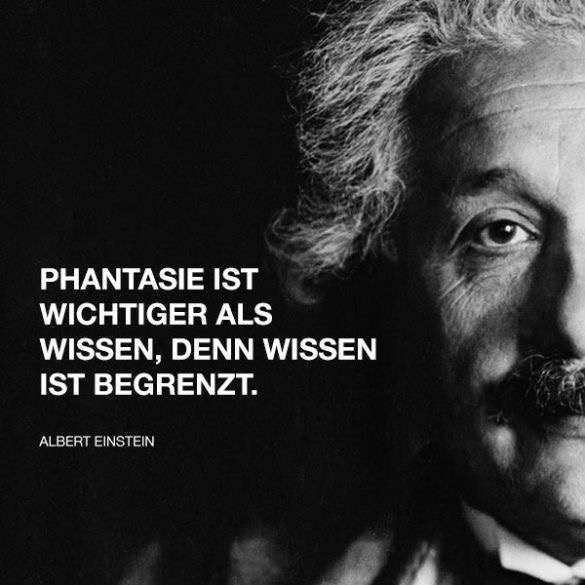 PHANTASIE IST
WICHTIGER ALS
WISSEN, DENN WISSEN
IST BEGRENZT.
ALBERT EINSTEIN